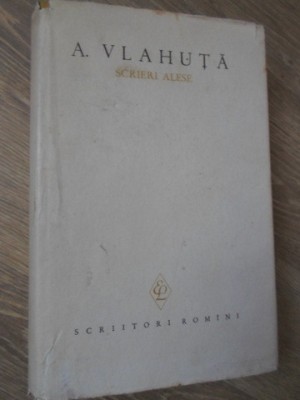 A. VLAHUȚĂ
SCRIERI ALESE
SCRIITORI ROMÎNI